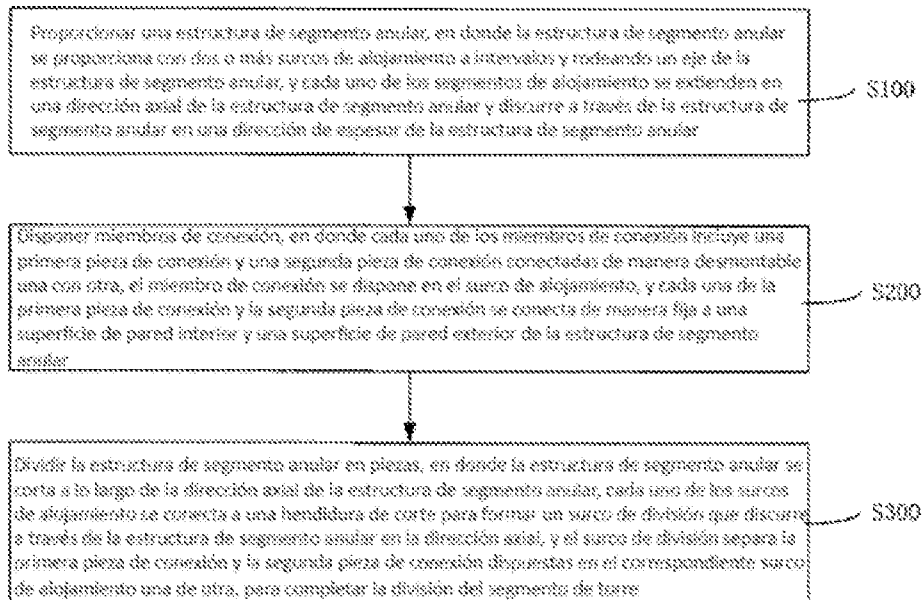 Proporcionar una estructura de segmento anular, en donde la estructura de segmento anular
se proporciona con dos o más surcos de alojamiento a intervalos y rodeando un eje de la
estructura de segmento anular, y cada uno de los segmentos de alojamiento se extienden en
una dirección axial de la estructura de segmento anular y discurre a través de la estructura de
segmento anular en una dirección de espesor de la estructura de segmento anular
S100
Disponer miembros de conexión, en donde cada uno de los miembros de conexión incluye una
primera pieza de conexión y una segunda pieza de conexión conectadas de manera desmontable
una con otra, el miembro de conexión se dispone en el surco de alojamiento, y cada una de la
primera pieza de conexión y la segunda pieza de conexión se conecta de manera fija a una
superficie de pared interior y una superficie de pared exterior de la estructura de segmento
anular
S200
Dividir la estructura de segmento anular en piezas, en donde la estructura de segmento anular se
corta a lo largo de la dirección axial de la estructura de segmento anular, cada uno de los surcos
de alojamiento se conecta a una hendidura de corte para formar un surco de división que discurre
a través de la estructura de segmento anular en la dirección axial, y el surco de división separa la
primera pieza de conexión y la segunda pieza de conexión dispuestas en el correspondiente surco
de alojamiento una de otra, para completar la división del segmento de torre
S300